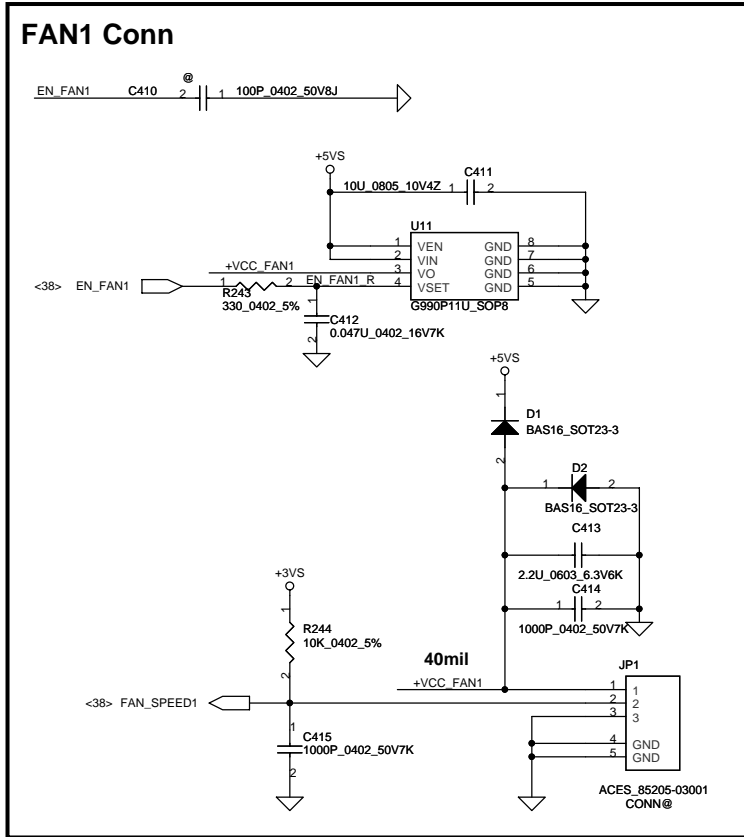 FAN1 Conn
@
EN_FAN1 C410 2 1 100P_0402_50V8J
+5VS
C411
10U_0805_10V4Z 1 2
U11
1 VEN GND 8
2 VIN GND 7
+VCC_FAN1 3 VO GND 6
<38> EN_FAN1 1 2 EN_FAN1_R 4 VSET GND 5
R243
330_0402_5%
G990P11U_SOP8
1
C412
0.047U_0402_16V7K
2
+5VS
1
D1
BAS16_SOT23-3
2
D2
1 2
BAS16_SOT23-3
C413
2.2U_0603_6.3V6K
C414
1 2
1000P_0402_50V7K
+3VS
1
R244
10K_0402_5%
2
40mil
+VCC_FAN1
JP1
1 1
<38> FAN_SPEED1 2 2
3 3
4 GND
5 GND
1
C415
1000P_0402_50V7K
2
ACES_85205-03001
CONN@